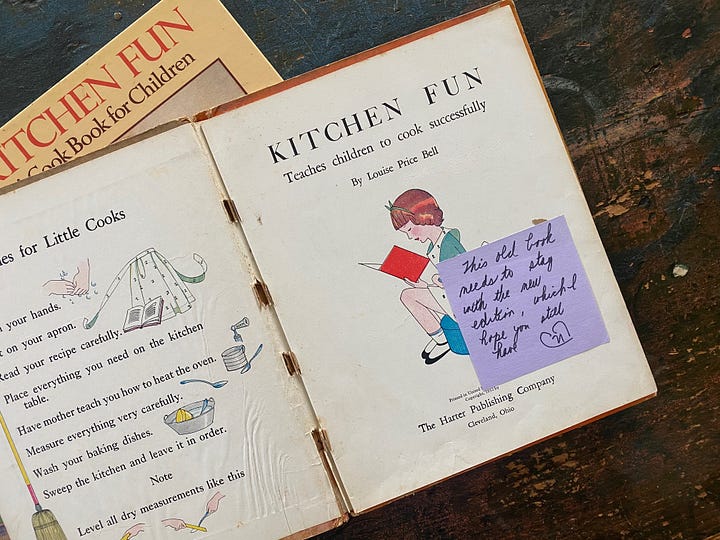 KITCHEN FUN
Cook Book for Children
es for Little Cooks
your hands.
on your apron.
Read your recipe carefully.
Place everything you need on the kitchen
table.
Have mother teach you how to heat the oven.
Measure everything very carefully.
Wash your baking dishes.
Sweep the kitchen and leave it in order.
Note
Level all dry measurements like this
KITCHEN FUN
Teaches children to cook successfully
By Louise Price Bell
This old book
needs to stay
with the new
edition, which I
hope you still
have
Printed in United
Copyright,
The Harter Publishing Company
Cleveland, Ohio